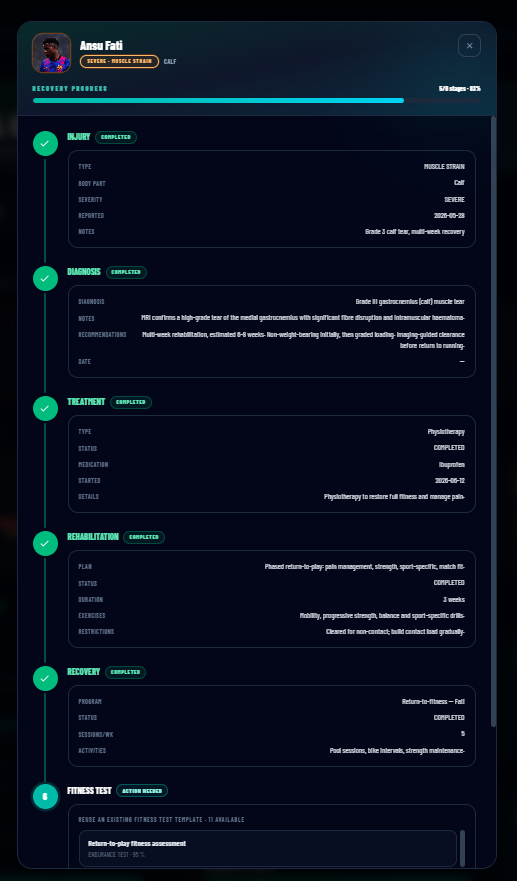 Ansu Fati
SEVERE · MUSCLE STRAIN CALF
RECOVERY PROGRESS 5/6 stages · 83%
INJURY COMPLETED
TYPE MUSCLE STRAIN
BODY PART Calf
SEVERITY SEVERE
REPORTED 2026-05-28
NOTES Grade 3 calf tear, multi-week recovery
DIAGNOSIS COMPLETED
DIAGNOSIS Grade III gastrocnemius (calf) muscle tear
NOTES MRI confirms a high-grade tear of the medial gastrocnemius with significant fibre disruption and intramuscular haematoma.
RECOMMENDATIONS Multi-week rehabilitation, estimated 6-8 weeks. Non-weight-bearing initially, then graded loading. Imaging-guided clearance
before return to running.
DATE —
TREATMENT COMPLETED
TYPE Physiotherapy
STATUS COMPLETED
MEDICATION Ibuprofen
STARTED 2026-06-12
DETAILS Physiotherapy to restore full fitness and manage pain.
REHABILITATION COMPLETED
PLAN Phased return-to-play: pain management, strength, sport-specific, match fit.
STATUS COMPLETED
DURATION 3 weeks
EXERCISES Mobility, progressive strength, balance and sport-specific drills.
RESTRICTIONS Cleared for non-contact; build contact load gradually.
RECOVERY COMPLETED
PROGRAM Return-to-fitness — Fati
STATUS COMPLETED
SESSIONS/WK 5
ACTIVITIES Pool sessions, bike intervals, strength maintenance.
6 FITNESS TEST ACTION NEEDED
REUSE AN EXISTING FITNESS TEST TEMPLATE · 11 AVAILABLE
Return-to-play fitness assessment
ENDURANCE TEST · 95 %